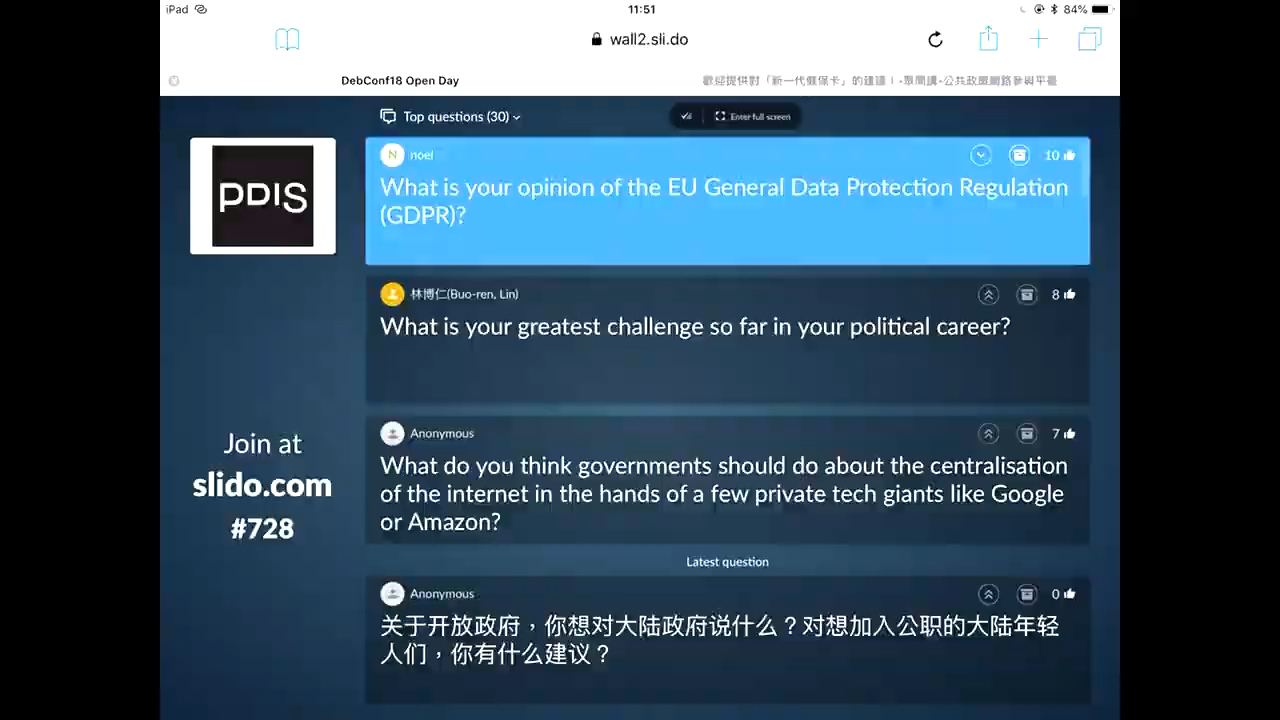 iPad
11:51
84%
wall2.sli.do
DebConf18 Open Day
歡迎提供對「新一代健保卡」的建議！-眾開講-公共政策網路參與平臺
Top questions (30)
Enter full screen
PDIS
N noel
10
What is your opinion of the EU General Data Protection Regulation
(GDPR)?
林博仁(Buo-ren, Lin)
8
What is your greatest challenge so far in your political career?
Anonymous
7
What do you think governments should do about the centralisation
of the internet in the hands of a few private tech giants like Google
or Amazon?
Join at
slido.com
#728
Latest question
Anonymous
0
关于开放政府，你想对大陆政府说什么？对想加入公职的大陆年轻
人们，你有什么建议？